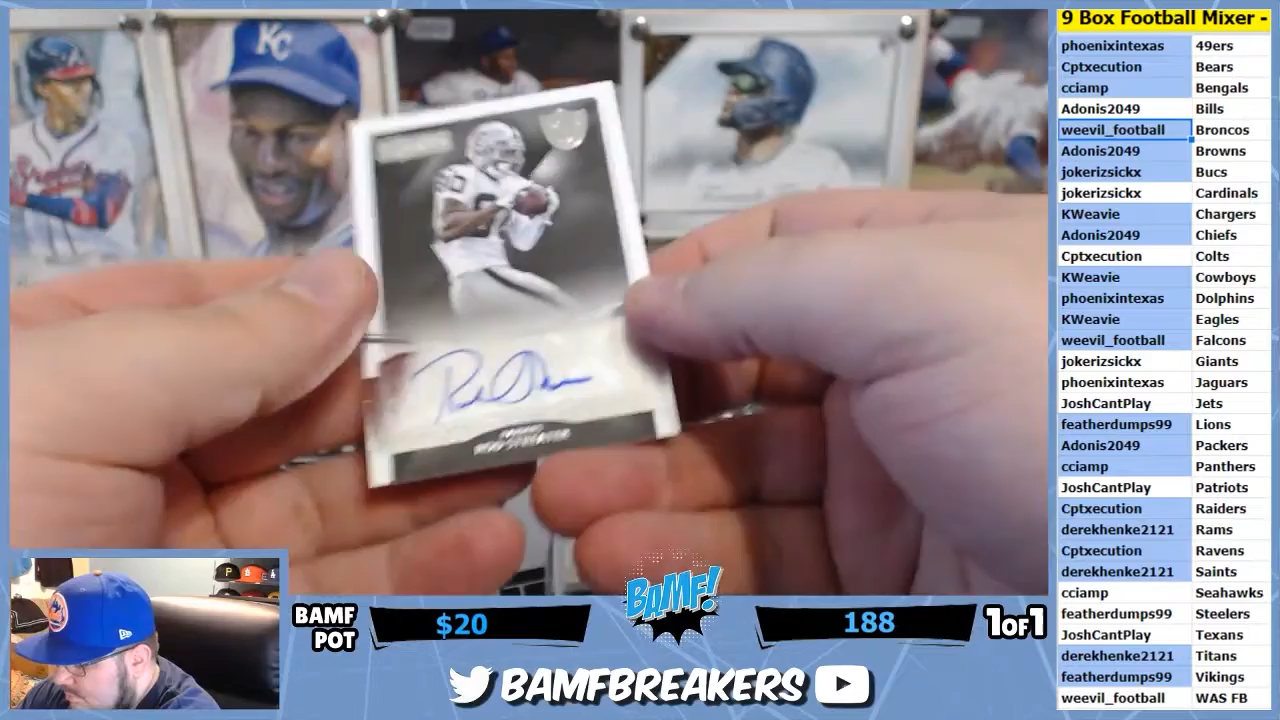 9 Box Football Mixer -
phoenixintexas 49ers
Cptxecution Bears
cciamp Bengals
Adonis2049 Bills
weevil_football Broncos
Adonis2049 Browns
jokerizsickx Bucs
jokerizsickx Cardinals
KWeavie Chargers
Adonis2049 Chiefs
Cptxecution Colts
KWeavie Cowboys
phoenixintexas Dolphins
KWeavie Eagles
weevil_football Falcons
jokerizsickx Giants
phoenixintexas Jaguars
JoshCantPlay Jets
featherdumps99 Lions
Adonis2049 Packers
cciamp Panthers
JoshCantPlay Patriots
Cptxecution Raiders
derekhenke2121 Rams
Cptxecution Ravens
derekhenke2121 Saints
cciamp Seahawks
featherdumps99 Steelers
JoshCantPlay Texans
derekhenke2121 Titans
featherdumps99 Vikings
weevil_football WAS FB
KC
ROD STREATER
P
BAMF
POT
$20
BAMF!
188
1OF1
BAMFBREAKERS